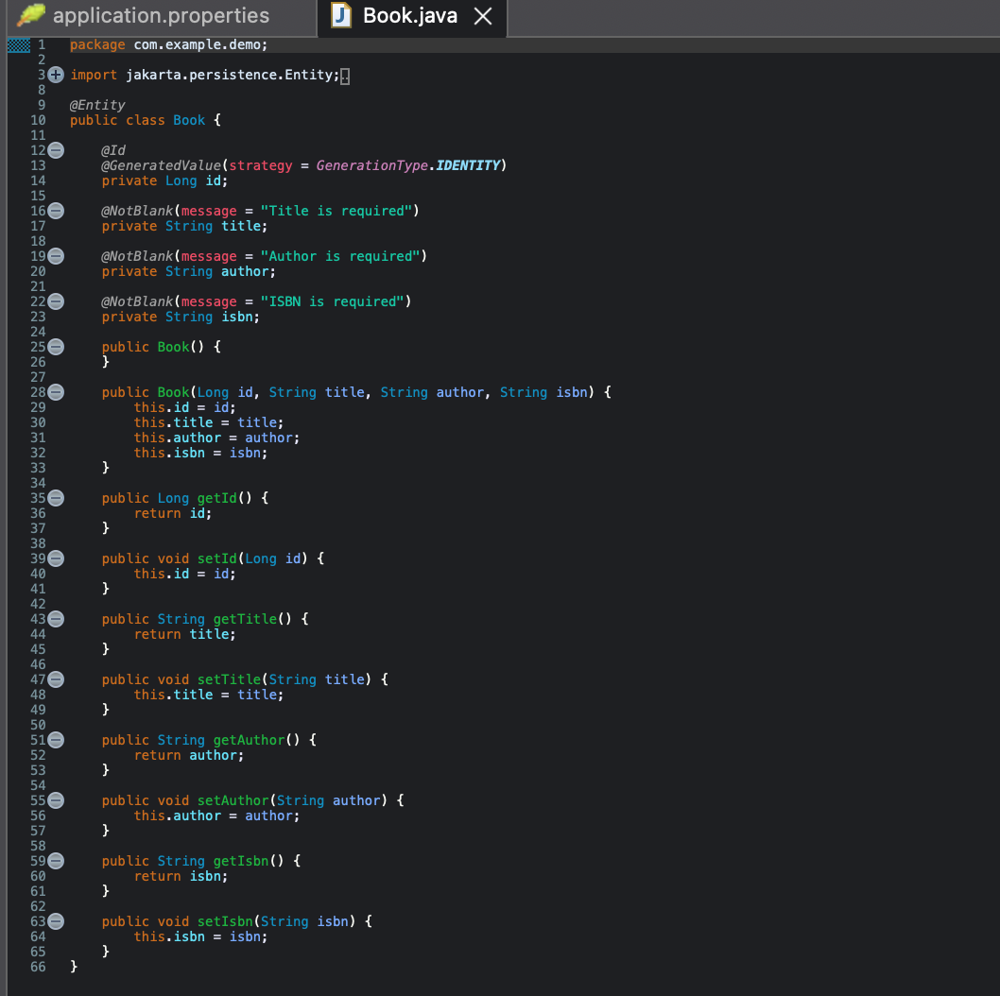 application.properties
Book.java
1 package com.example.demo;
2
3 import jakarta.persistence.Entity;
8
9 @Entity
10 public class Book {
11
12 @Id
13 @GeneratedValue(strategy = GenerationType.IDENTITY)
14 private Long id;
15
16 @NotBlank(message = "Title is required")
17 private String title;
18
19 @NotBlank(message = "Author is required")
20 private String author;
21
22 @NotBlank(message = "ISBN is required")
23 private String isbn;
24
25 public Book() {
26 }
27
28 public Book(Long id, String title, String author, String isbn) {
29 this.id = id;
30 this.title = title;
31 this.author = author;
32 this.isbn = isbn;
33 }
34
35 public Long getId() {
36 return id;
37 }
38
39 public void setId(Long id) {
40 this.id = id;
41 }
42
43 public String getTitle() {
44 return title;
45 }
46
47 public void setTitle(String title) {
48 this.title = title;
49 }
50
51 public String getAuthor() {
52 return author;
53 }
54
55 public void setAuthor(String author) {
56 this.author = author;
57 }
58
59 public String getIsbn() {
60 return isbn;
61 }
62
63 public void setIsbn(String isbn) {
64 this.isbn = isbn;
65 }
66 }